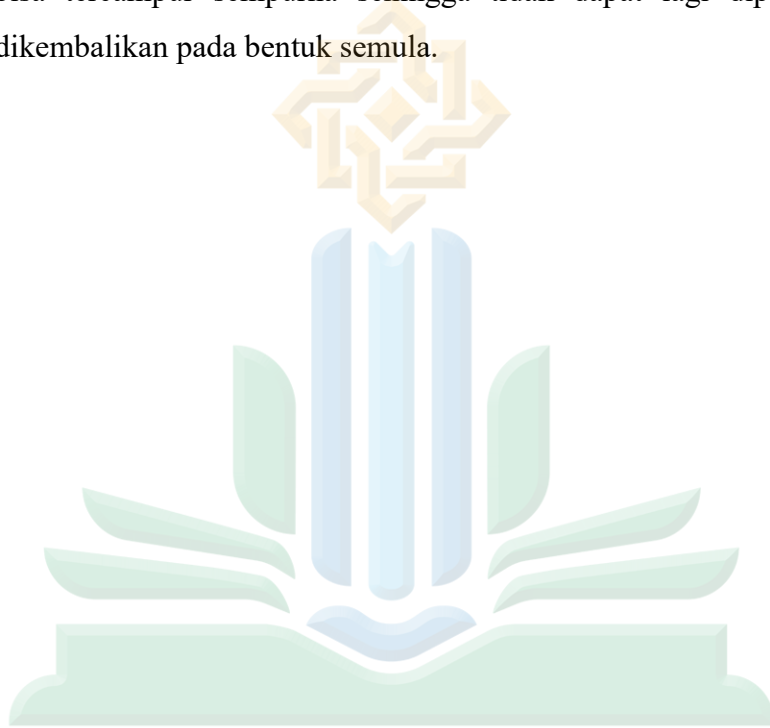 tercampur sempurna sehingga tidak dapat lagi
dikembalikan pada bentuk semula.